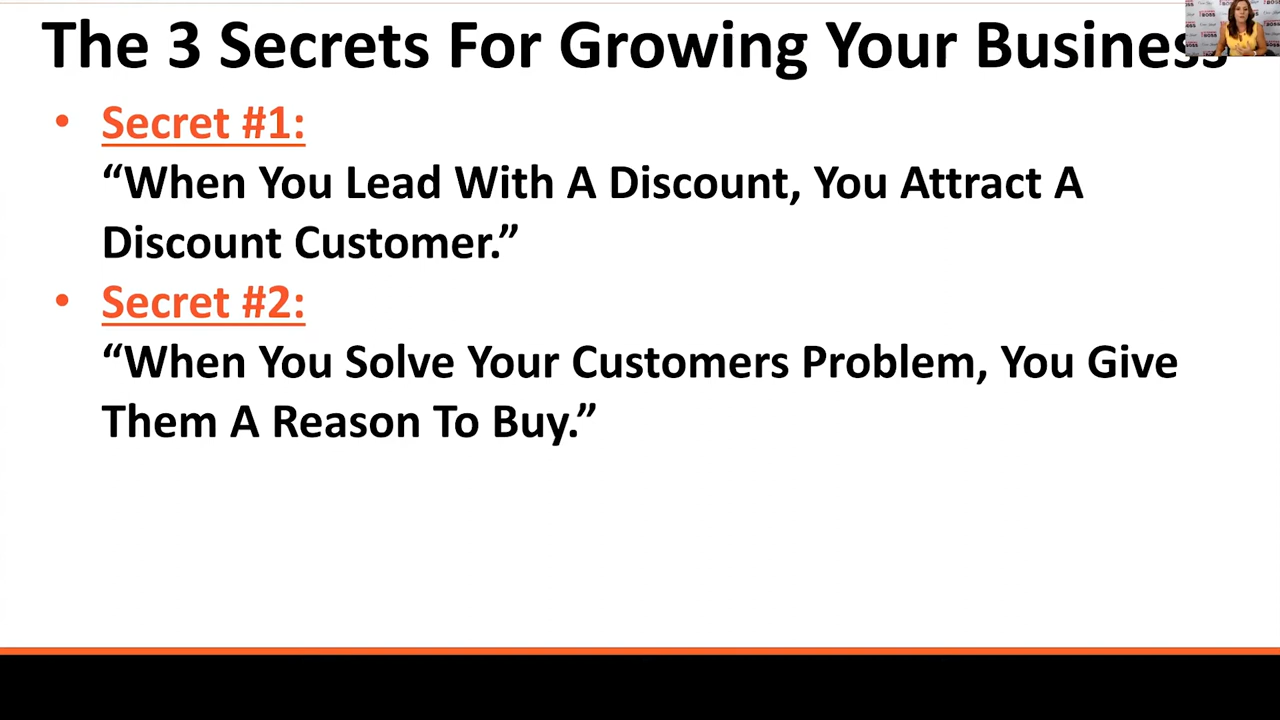 The 3 Secrets For Growing Your Business
• Secret #1:
“When You Lead With A Discount, You Attract A
Discount Customer.”
• Secret #2:
“When You Solve Your Customers Problem, You Give
Them A Reason To Buy.”
BOSS